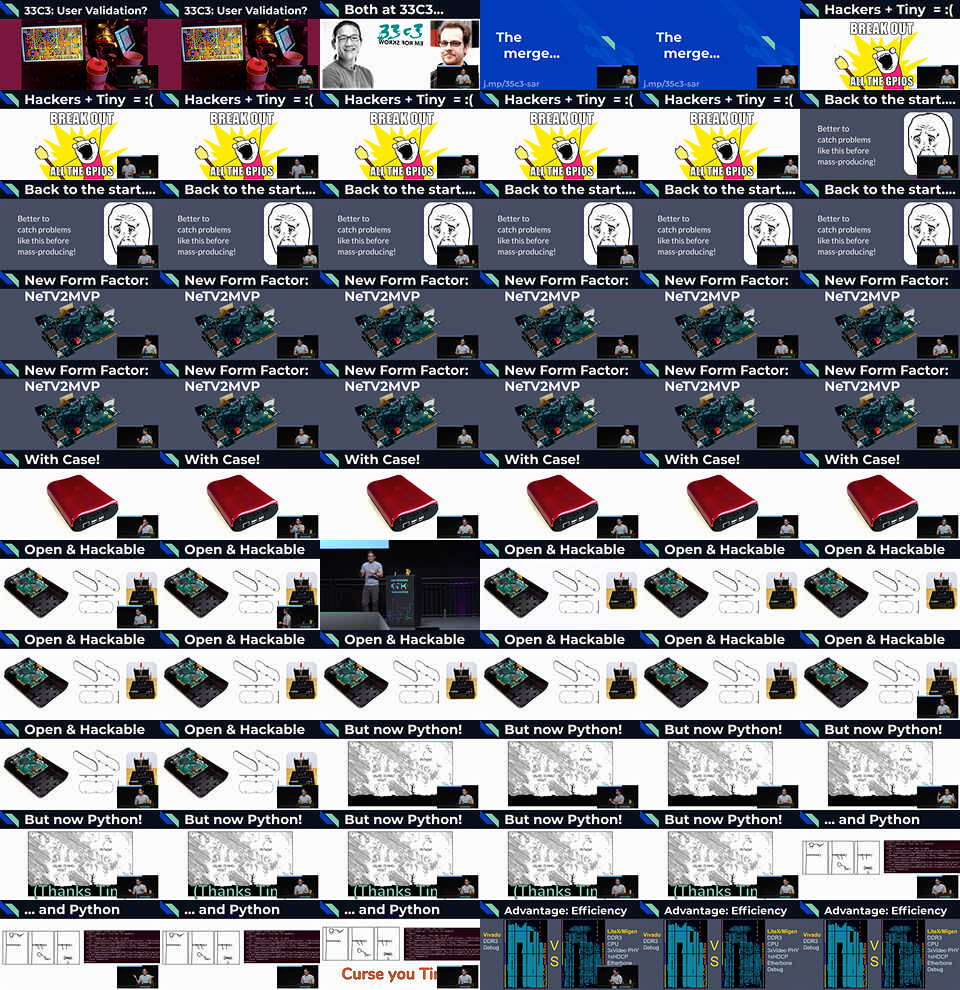 33C3: User Validation?
33C3: User Validation?
Both at 33C3...
The
merge...
j.mp/35c3-sar
The
merge...
j.mp/35c3-sar
Hackers + Tiny = :(
BREAK OUT
ALL THE GPIOS
Hackers + Tiny = :(
BREAK OUT
ALL THE GPIOS
Hackers + Tiny = :(
BREAK OUT
ALL THE GPIOS
Hackers + Tiny = :(
BREAK OUT
ALL THE GPIOS
Hackers + Tiny = :(
BREAK OUT
ALL THE GPIOS
Hackers + Tiny = :(
BREAK OUT
ALL THE GPIOS
Back to the start....
Better to
catch problems
like this before
mass-producing!
Back to the start....
Better to
catch problems
like this before
mass-producing!
Back to the start....
Better to
catch problems
like this before
mass-producing!
Back to the start....
Better to
catch problems
like this before
mass-producing!
Back to the start....
Better to
catch problems
like this before
mass-producing!
Back to the start....
Better to
catch problems
like this before
mass-producing!
Back to the start....
Better to
catch problems
like this before
mass-producing!
New Form Factor:
NeTV2MVP
New Form Factor:
NeTV2MVP
New Form Factor:
NeTV2MVP
New Form Factor:
NeTV2MVP
New Form Factor:
NeTV2MVP
New Form Factor:
NeTV2MVP
New Form Factor:
NeTV2MVP
New Form Factor:
NeTV2MVP
New Form Factor:
NeTV2MVP
New Form Factor:
NeTV2MVP
New Form Factor:
NeTV2MVP
New Form Factor:
NeTV2MVP
With Case!
With Case!
With Case!
With Case!
With Case!
With Case!
Open & Hackable
Open & Hackable
Open & Hackable
Open & Hackable
Open & Hackable
Open & Hackable
Open & Hackable
Open & Hackable
Open & Hackable
Open & Hackable
Open & Hackable
Open & Hackable
Open & Hackable
But now Python!
But now Python!
But now Python!
But now Python!
But now Python!
(Thanks Tim
But now Python!
(Thanks Tim
But now Python!
(Thanks Tim
But now Python!
(Thanks Tim
But now Python!
(Thanks Tim
... and Python
... and Python
... and Python
... and Python
Curse you Tim
Advantage: Efficiency
Vivado
DDR3
Debug
VS
LiteX/Migen
DDR3
CPU
3xVideo PHY
1xHDCP
Etherbone
Debug
Advantage: Efficiency
Vivado
DDR3
Debug
VS
LiteX/Migen
DDR3
CPU
3xVideo PHY
1xHDCP
Etherbone
Debug
Advantage: Efficiency
Vivado
DDR3
Debug
VS
LiteX/Migen
DDR3
CPU
3xVideo PHY
1xHDCP
Etherbone
Debug